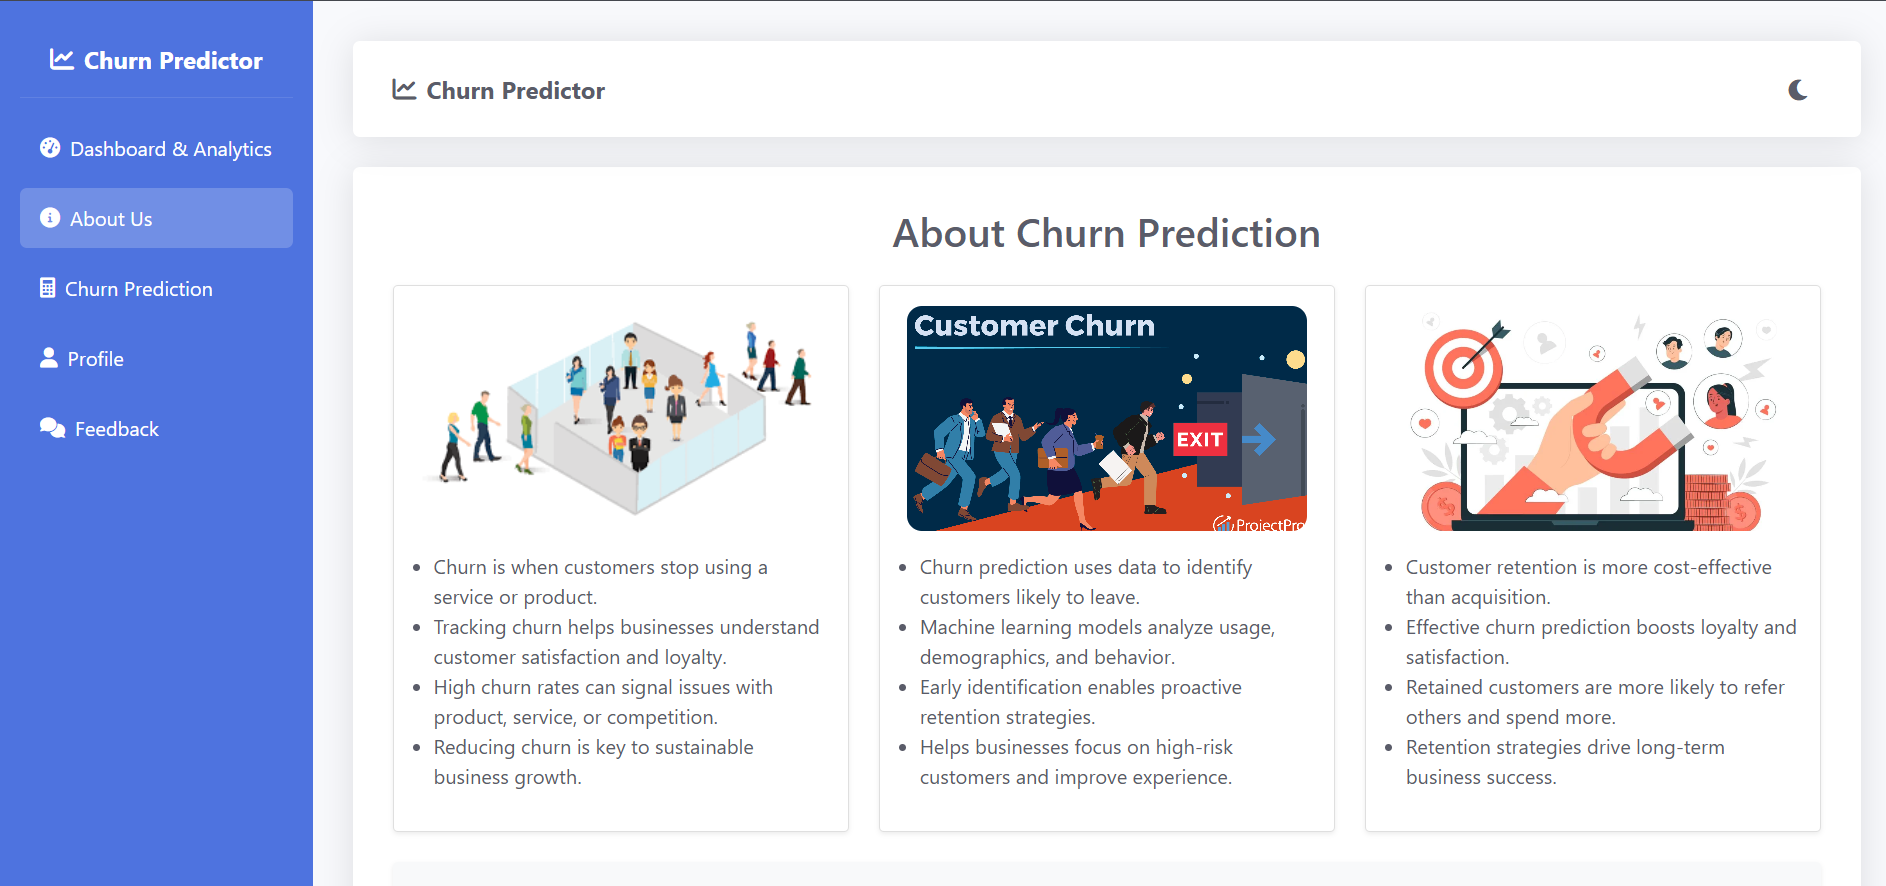 Churn Predictor
Dashboard & Analytics
About Us
Churn Prediction
Profile
Feedback
Churn Predictor
About Churn Prediction
Customer Churn
EXIT
ProjectPro
Churn is when customers stop using a
service or product.
Tracking churn helps businesses understand
customer satisfaction and loyalty.
High churn rates can signal issues with
product, service, or competition.
Reducing churn is key to sustainable
business growth.
Churn prediction uses data to identify
customers likely to leave.
Machine learning models analyze usage,
demographics, and behavior.
Early identification enables proactive
retention strategies.
Helps businesses focus on high-risk
customers and improve experience.
Customer retention is more cost-effective
than acquisition.
Effective churn prediction boosts loyalty and
satisfaction.
Retained customers are more likely to refer
others and spend more.
Retention strategies drive long-term
business success.